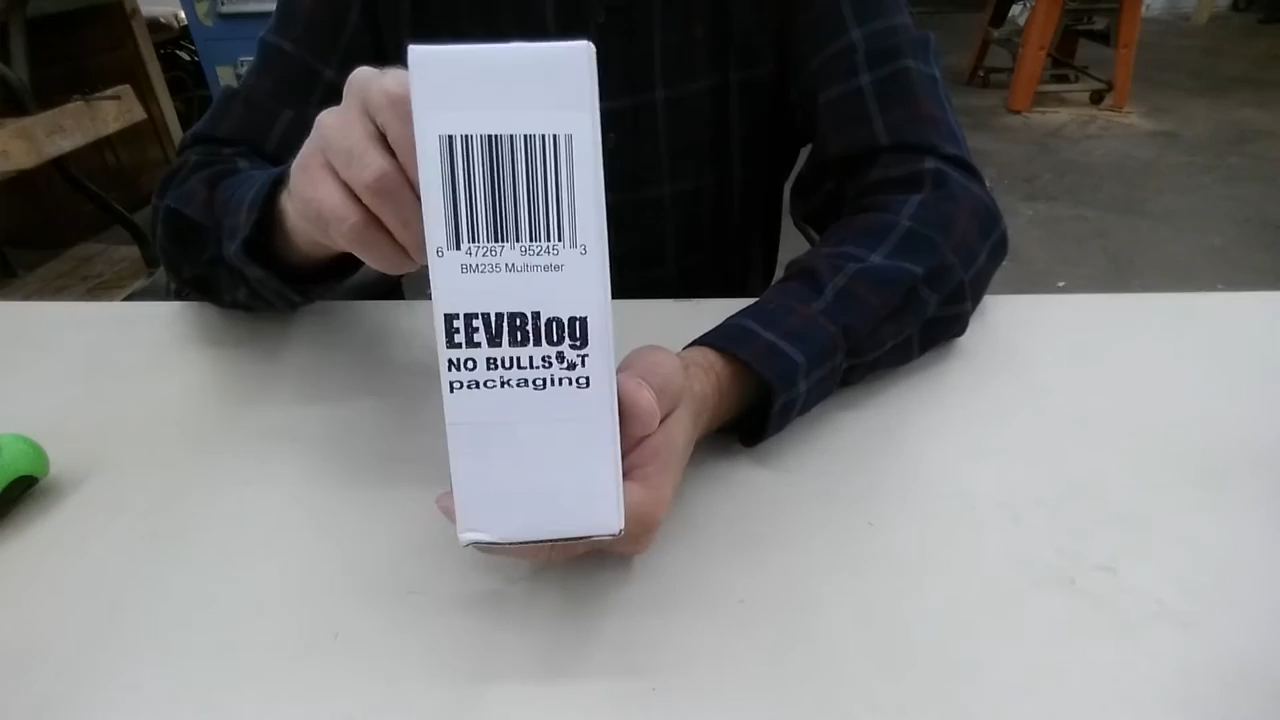 6 47267 95245 3
BM235 Multimeter
EEVBlog
NO BULLS T
packaging